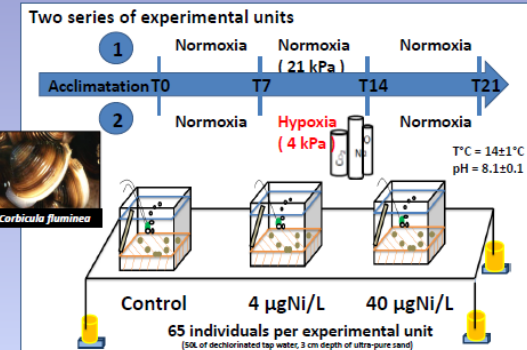 Two series of experimental units
1
Normoxia Normoxia Normoxia
( 21 kPa )
Acclimatation T0 T7 T14 T21
2
Normoxia Hypoxia Normoxia
( 4 kPa )
T°C = 14±1°C
pH = 8.1±0.1
Corbicula fluminea
Control 4 µgNi/L 40 µgNi/L
65 individuals per experimental unit
(50L of dechlorinated tap water, 3 cm depth of ultra-pure sand)